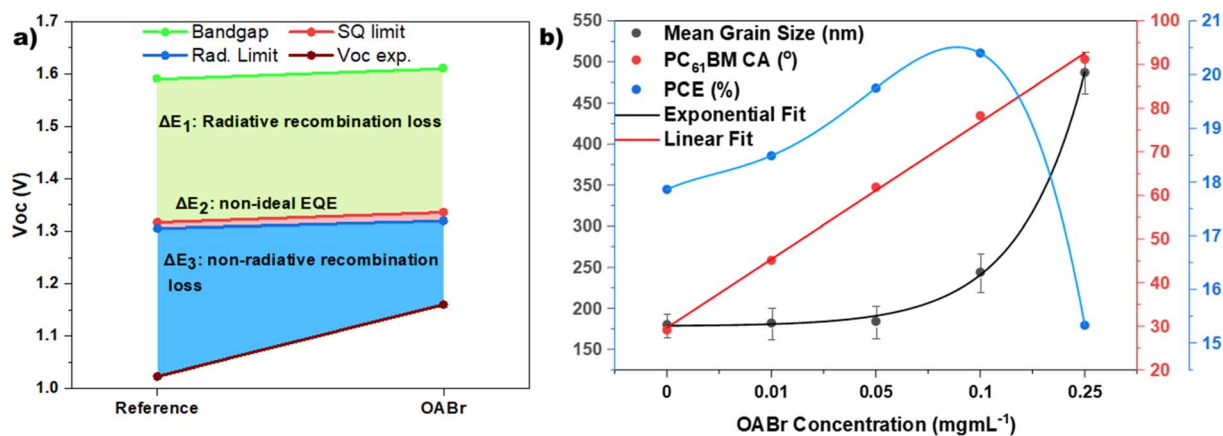 a)
Bandgap
SQ limit
Rad. Limit
Voc exp.
ΔE₁: Radiative recombination loss
ΔE₂: non-ideal EQE
ΔE₃: non-radiative recombination
loss
Voc (V)
1.7
1.6
1.5
1.4
1.3
1.2
1.1
1.0
Reference
OABr
b)
Mean Grain Size (nm)
PC₆₁BM CA (º)
PCE (%)
Exponential Fit
Linear Fit
500
450
400
350
300
250
200
150
100
90
80
70
60
50
40
30
20
21
20
19
18
17
16
15
0
0.01
0.05
0.1
0.25
OABr Concentration (mgmL⁻¹)